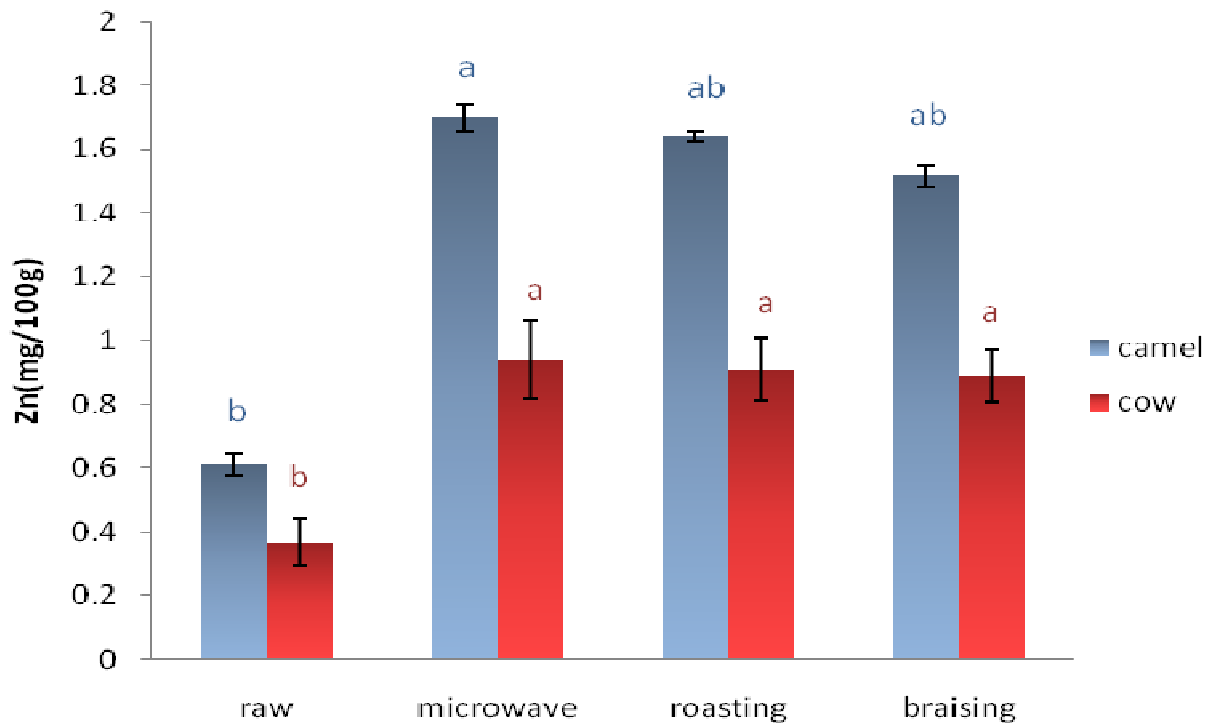 Zn(mg/100g)
2
1.8
1.6
1.4
1.2
1
0.8
0.6
0.4
0.2
0
b
b
a
a
ab
a
ab
a
raw
microwave
roasting
braising
camel
cow